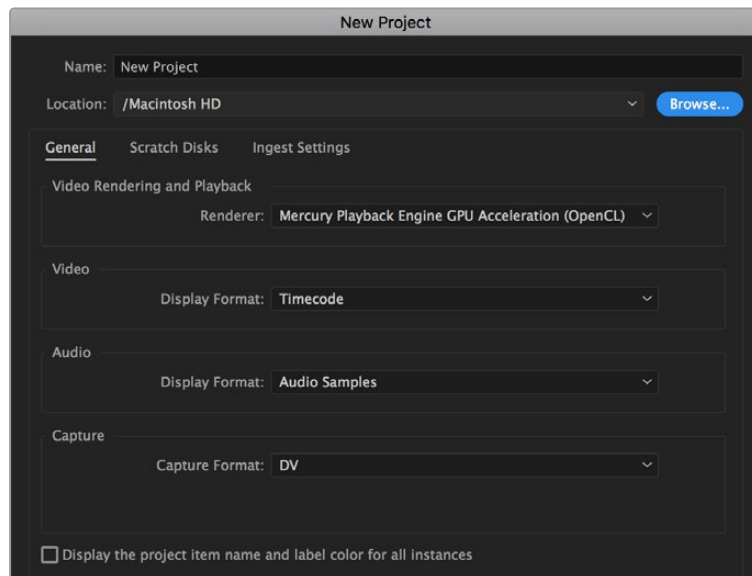 New Project
Name: New Project
Location: /Macintosh HD Browse...
General Scratch Disks Ingest Settings
Video Rendering and Playback
Renderer: Mercury Playback Engine GPU Acceleration (OpenCL)
Video
Display Format: Timecode
Audio
Display Format: Audio Samples
Capture
Capture Format: DV
Display the project item name and label color for all instances